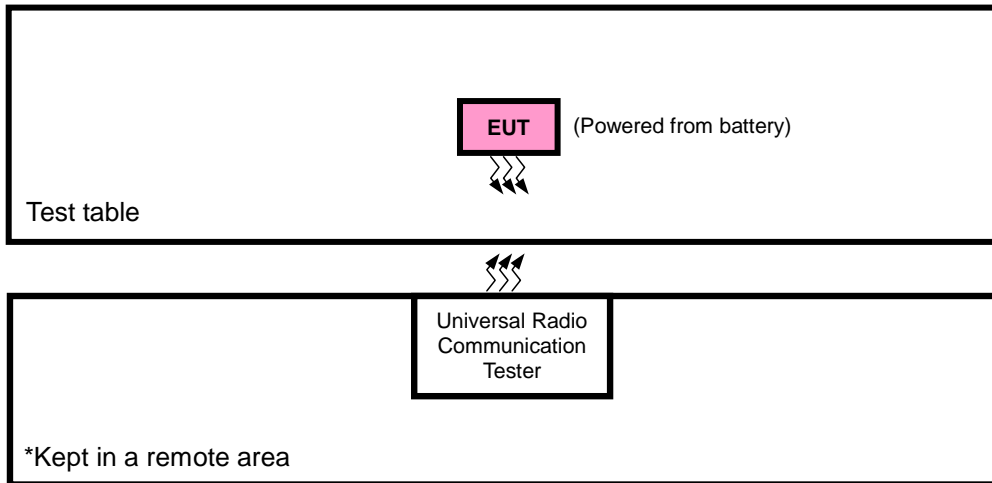 EUT
(Powered from battery)
Test table
Universal Radio
Communication
Tester
*Kept in a remote area